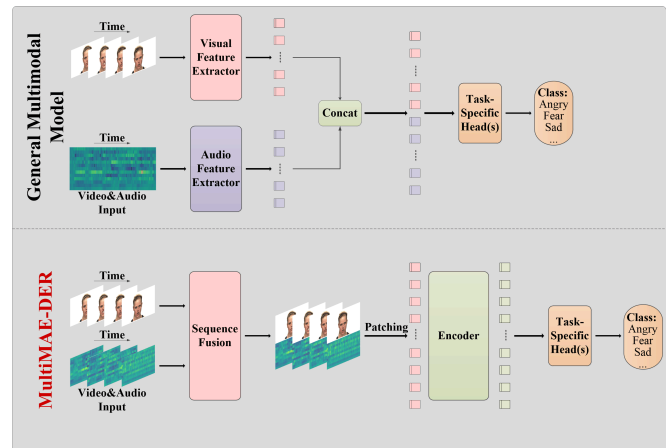 General Multimodal
Model
Time
Visual
Feature
Extractor
Time
Video&Audio
Input
Audio
Feature
Extractor
Concat
Task-
Specific
Head(s)
Class:
Angry
Fear
Sad
...
MultiMAE-DER
Time
Time
Video&Audio
Input
Sequence
Fusion
Patching
Encoder
Task-
Specific
Head(s)
Class:
Angry
Fear
Sad
...